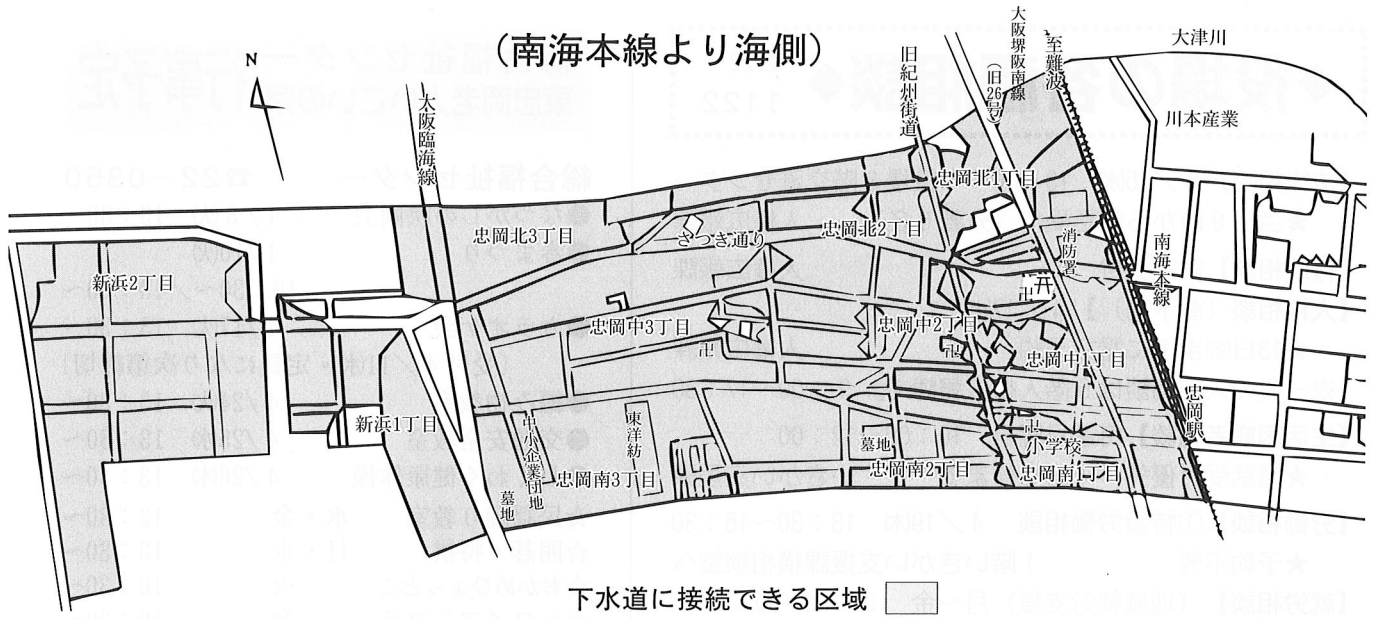 (南海本線より海側)
N
大阪臨海線
旧紀州街道
大阪堺阪南線
(旧26号)
至難波
大津川
川本産業
忠岡北1丁目
忠岡北2丁目
忠岡北3丁目
さつき通り
消防署
南海本線
新浜2丁目
忠岡中3丁目
忠岡中2丁目
忠岡中1丁目
卍
卍
卍
卍
忠岡駅
新浜1丁目
中小企業団地
東洋紡
墓地
小学校
忠岡南3丁目
忠岡南2丁目
忠岡南1丁目
墓地
下水道に接続できる区域